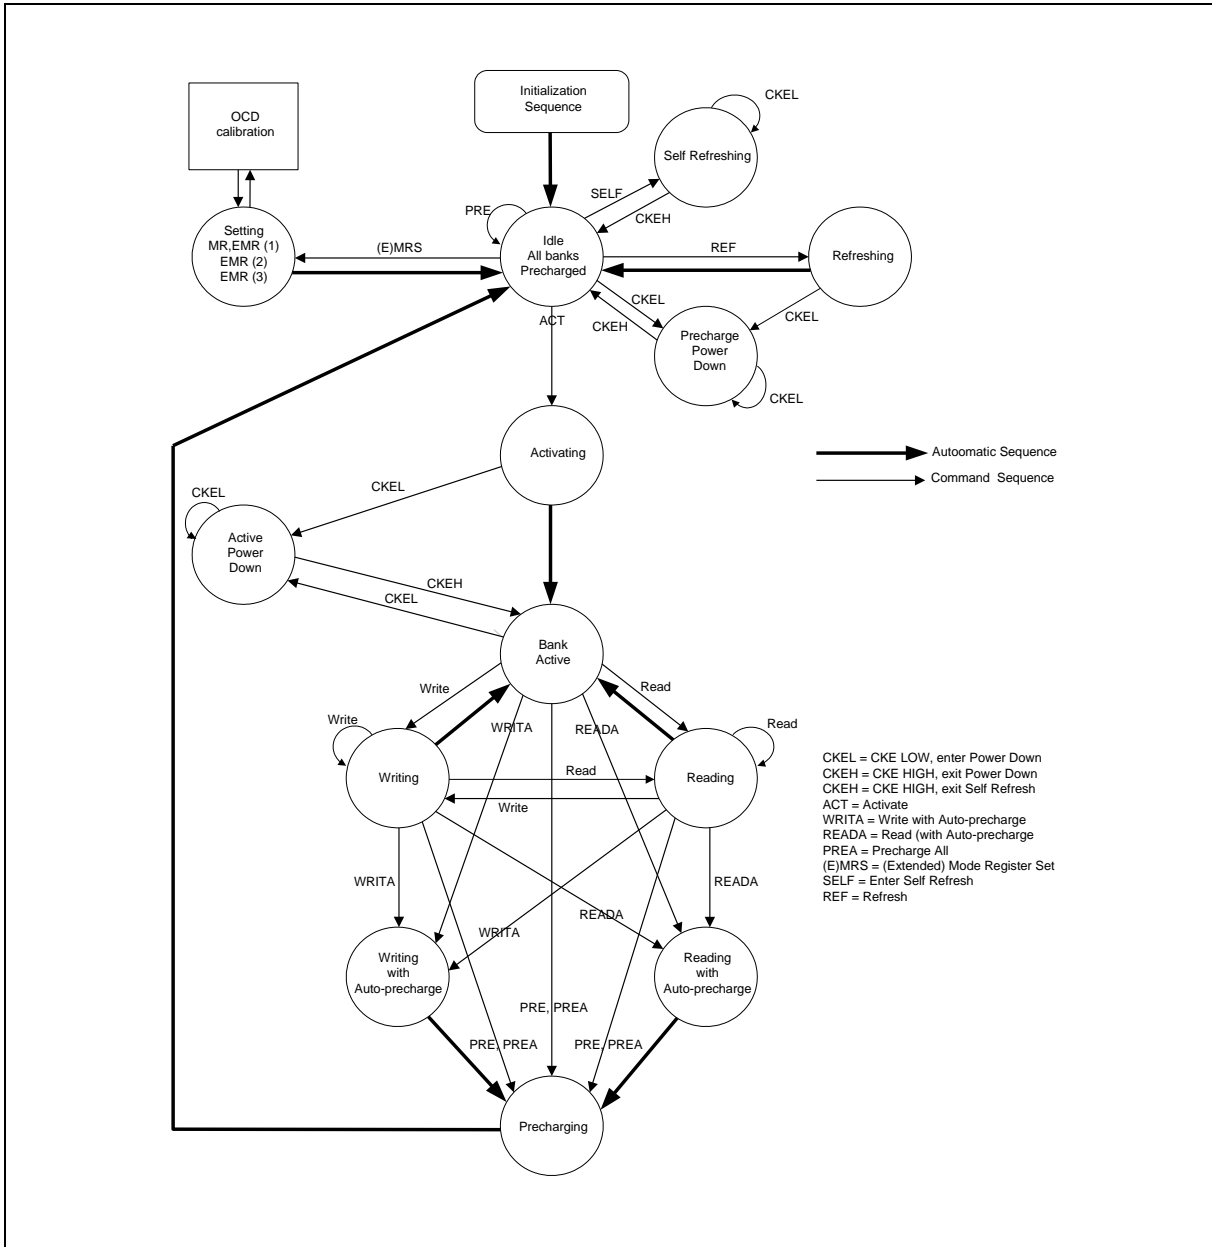 Initialization
Sequence
OCD
calibration
CKEL
Self Refreshing
SELF
CKEH
PRE
Setting
MR,EMR (1)
EMR (2)
EMR (3)
(E)MRS
Idle
All banks
Precharged
REF
Refreshing
CKEL
CKEH
CKEL
ACT
Precharge
Power
Down
CKEL
Activating
Autoomatic Sequence
Command Sequence
CKEL
CKEL
Active
Power
Down
CKEH
CKEL
Bank
Active
Write
Read
Write
WRITA
READA
Read
Writing
Read
Reading
Write
CKEL = CKE LOW, enter Power Down
CKEH = CKE HIGH, exit Power Down
CKEH = CKE HIGH, exit Self Refresh
ACT = Activate
WRITA = Write with Auto-precharge
READA = Read (with Auto-precharge
PREA = Precharge All
(E)MRS = (Extended) Mode Register Set
SELF = Enter Self Refresh
REF = Refresh
WRITA
READA
READA
WRITA
Writing
with
Auto-precharge
Reading
with
Auto-precharge
PRE, PREA
PRE, PREA
PRE, PREA
Precharging